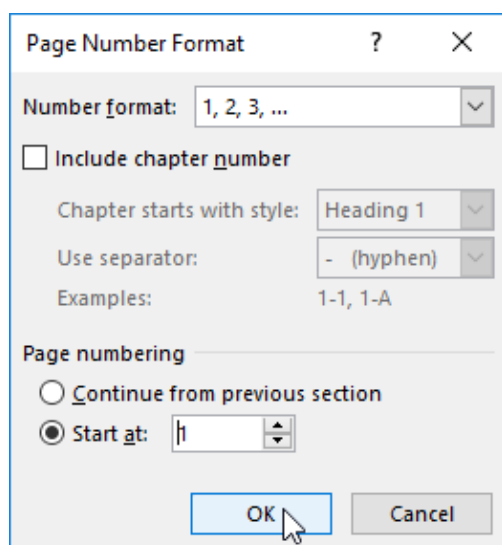 Page Number Format ?
Number format: 1, 2, 3, ...
Include chapter number
Chapter starts with style: Heading 1
Use separator: - (hyphen)
Examples: 1-1, 1-A
Page numbering
Continue from previous section
Start at: 1
OK Cancel